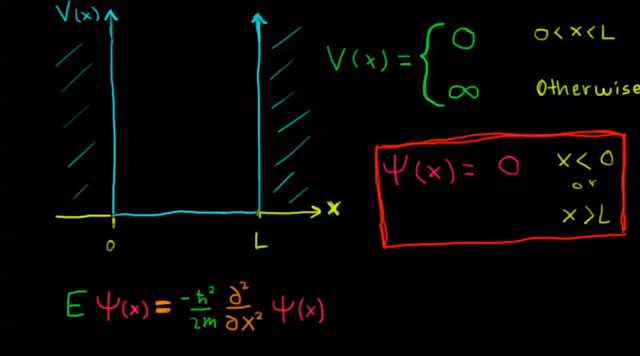 V(x)
V(x) = { 0 0 < x < L
∞ Otherwise
Ψ(x) = 0 x < 0
or
x > L
x
0 L
E Ψ(x) = -ħ²/2m ∂²/∂x² Ψ(x)